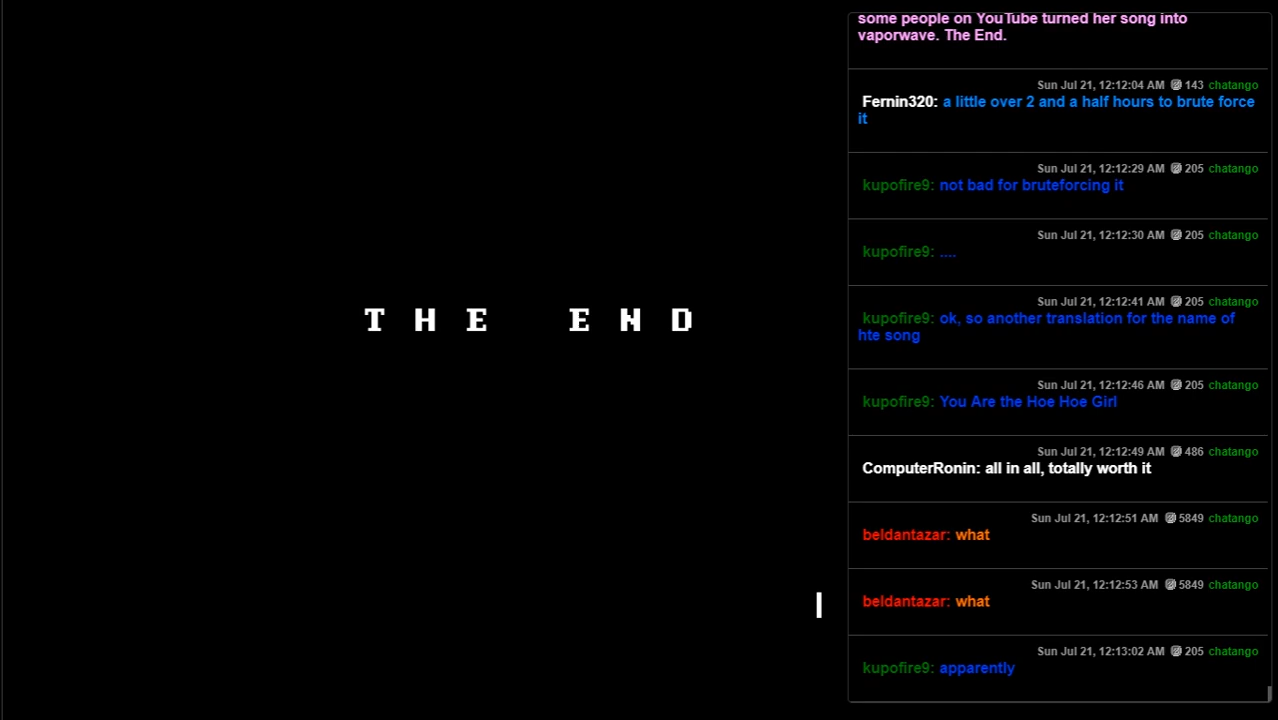 T H E E N D
some people on YouTube turned her song into
vaporwave. The End.
Sun Jul 21, 12:12:04 AM 143 chatango
Fernin320: a little over 2 and a half hours to brute force
it
Sun Jul 21, 12:12:29 AM 205 chatango
kupofire9: not bad for bruteforcing it
Sun Jul 21, 12:12:30 AM 205 chatango
kupofire9: ....
Sun Jul 21, 12:12:41 AM 205 chatango
kupofire9: ok, so another translation for the name of
hte song
Sun Jul 21, 12:12:46 AM 205 chatango
kupofire9: You Are the Hoe Hoe Girl
Sun Jul 21, 12:12:49 AM 486 chatango
ComputerRonin: all in all, totally worth it
Sun Jul 21, 12:12:51 AM 5849 chatango
beldantazar: what
Sun Jul 21, 12:12:53 AM 5849 chatango
beldantazar: what
Sun Jul 21, 12:13:02 AM 205 chatango
kupofire9: apparently